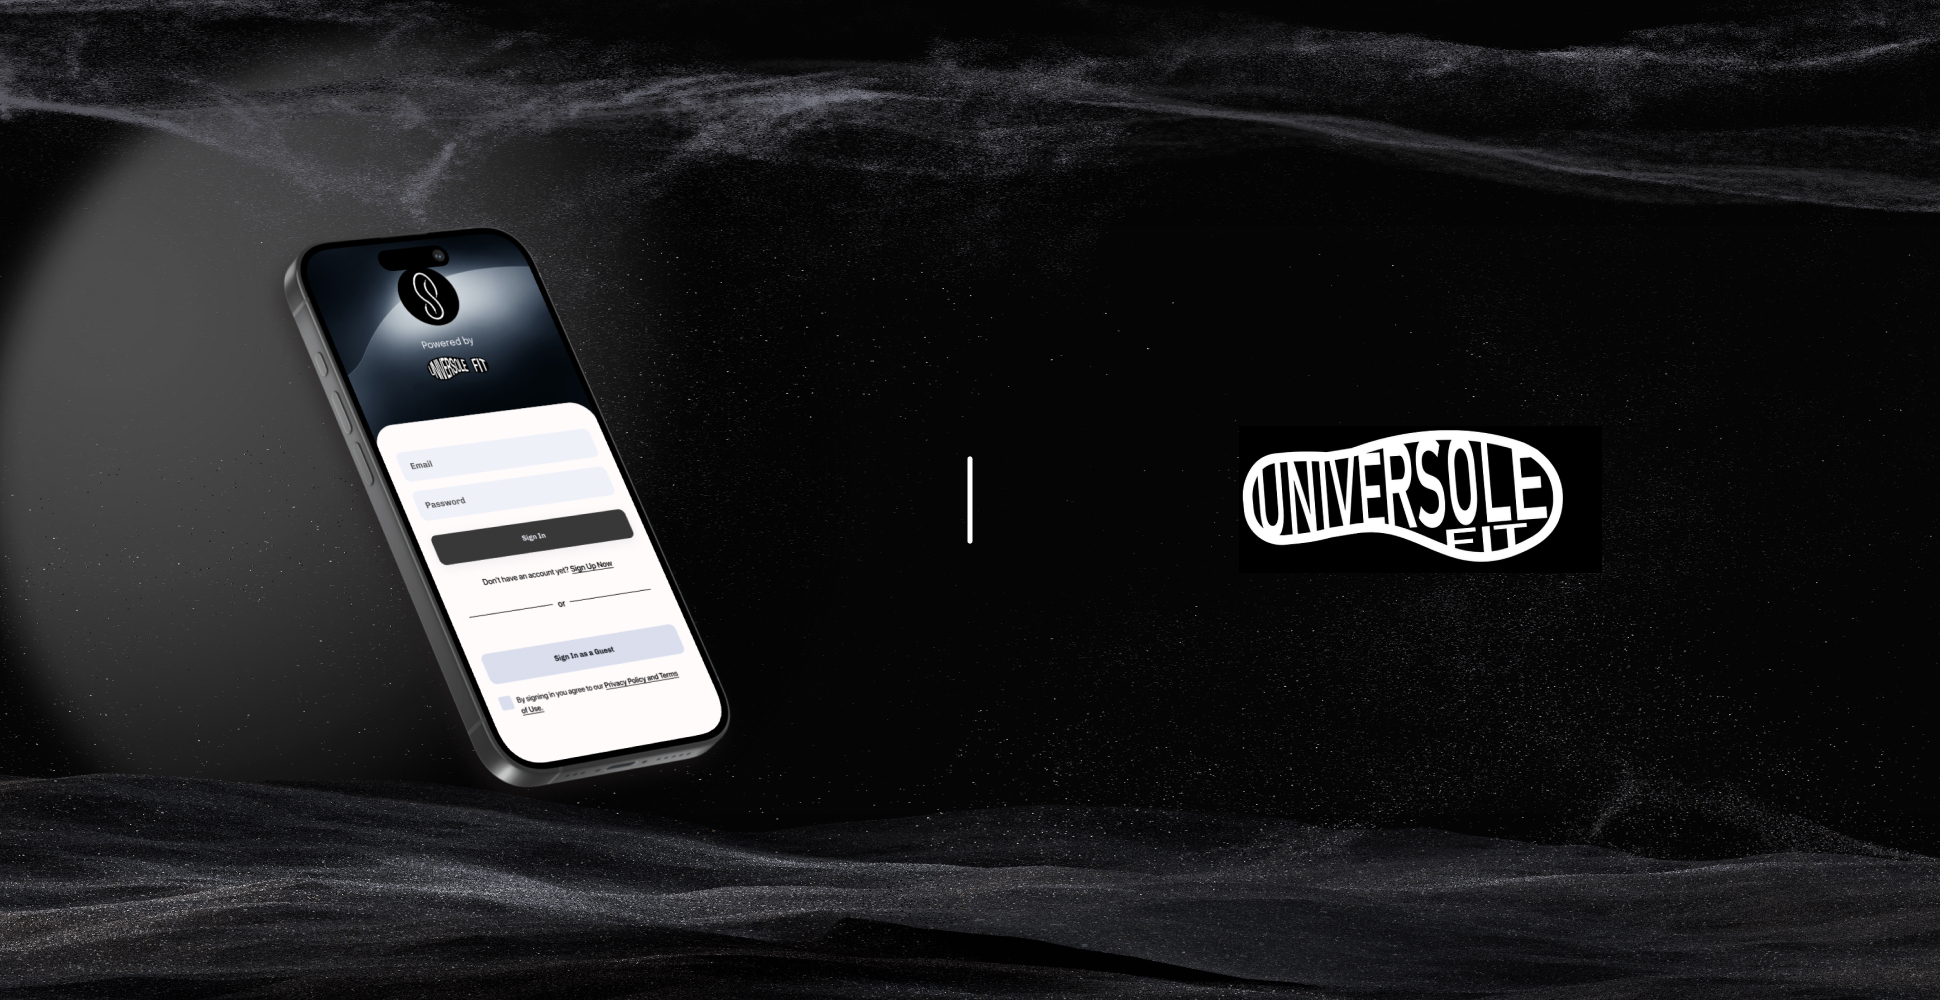 Powered by
UNIVERSOLE FIT
Email
Password
Sign In
Don't have an account yet? Sign Up Now
or
Sign In as a Guest
By signing in you agree to our Privacy Policy and Terms
of Use.
UNIVERSOLE
FIT